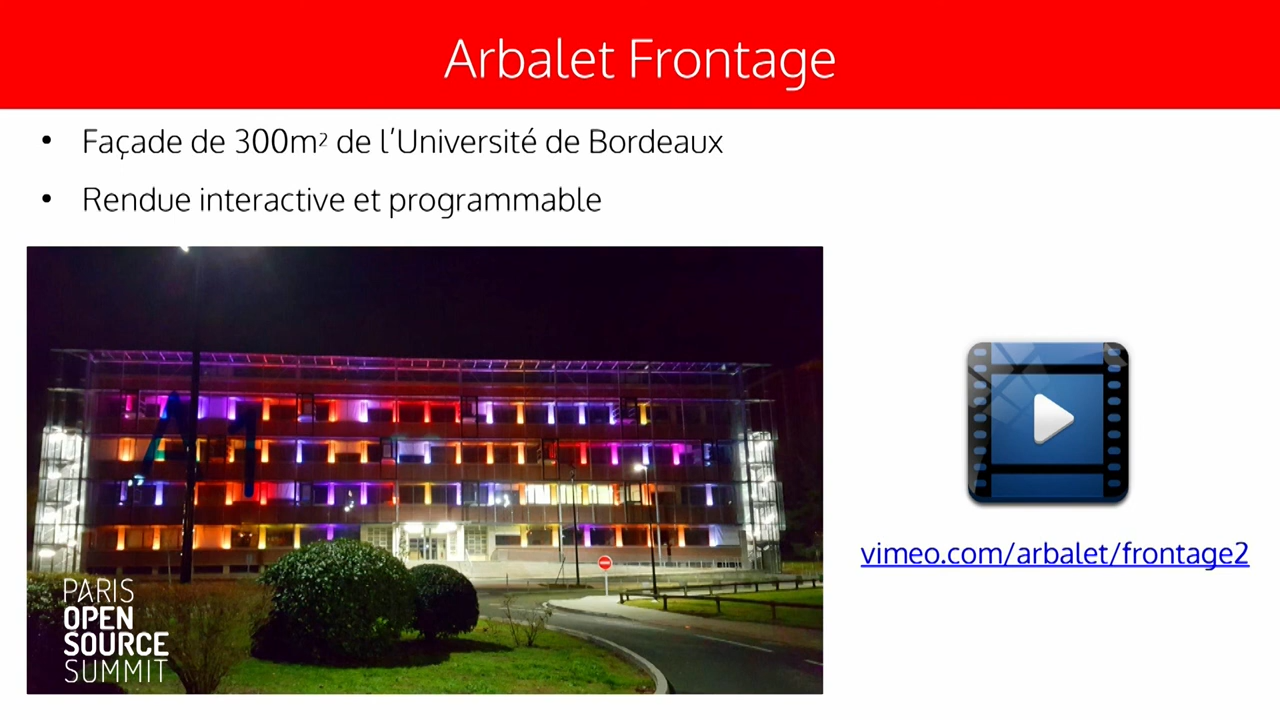 Arbalet Frontage
• Façade de 300m² de l’Université de Bordeaux
• Rendue interactive et programmable
A1
PARIS
OPEN
SOURCE
SUMMIT
vimeo.com/arbalet/frontage2